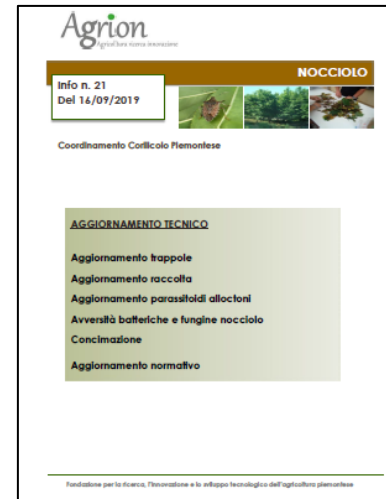 Agrion
Agricoltura ricerca innovazione
NOCCIOLO
Info n. 21
Del 16/09/2019
Coordinamento Corilicolo Piemontese
AGGIORNAMENTO TECNICO
Aggiornamento trappole
Aggiornamento raccolta
Aggiornamento parassitoidi alloctoni
Avversità batteriche e fungine nocciolo
Concimazione
Aggiornamento normativo
Fondazione per la ricerca, l'innovazione e lo sviluppo tecnologico dell'agricoltura piemontese